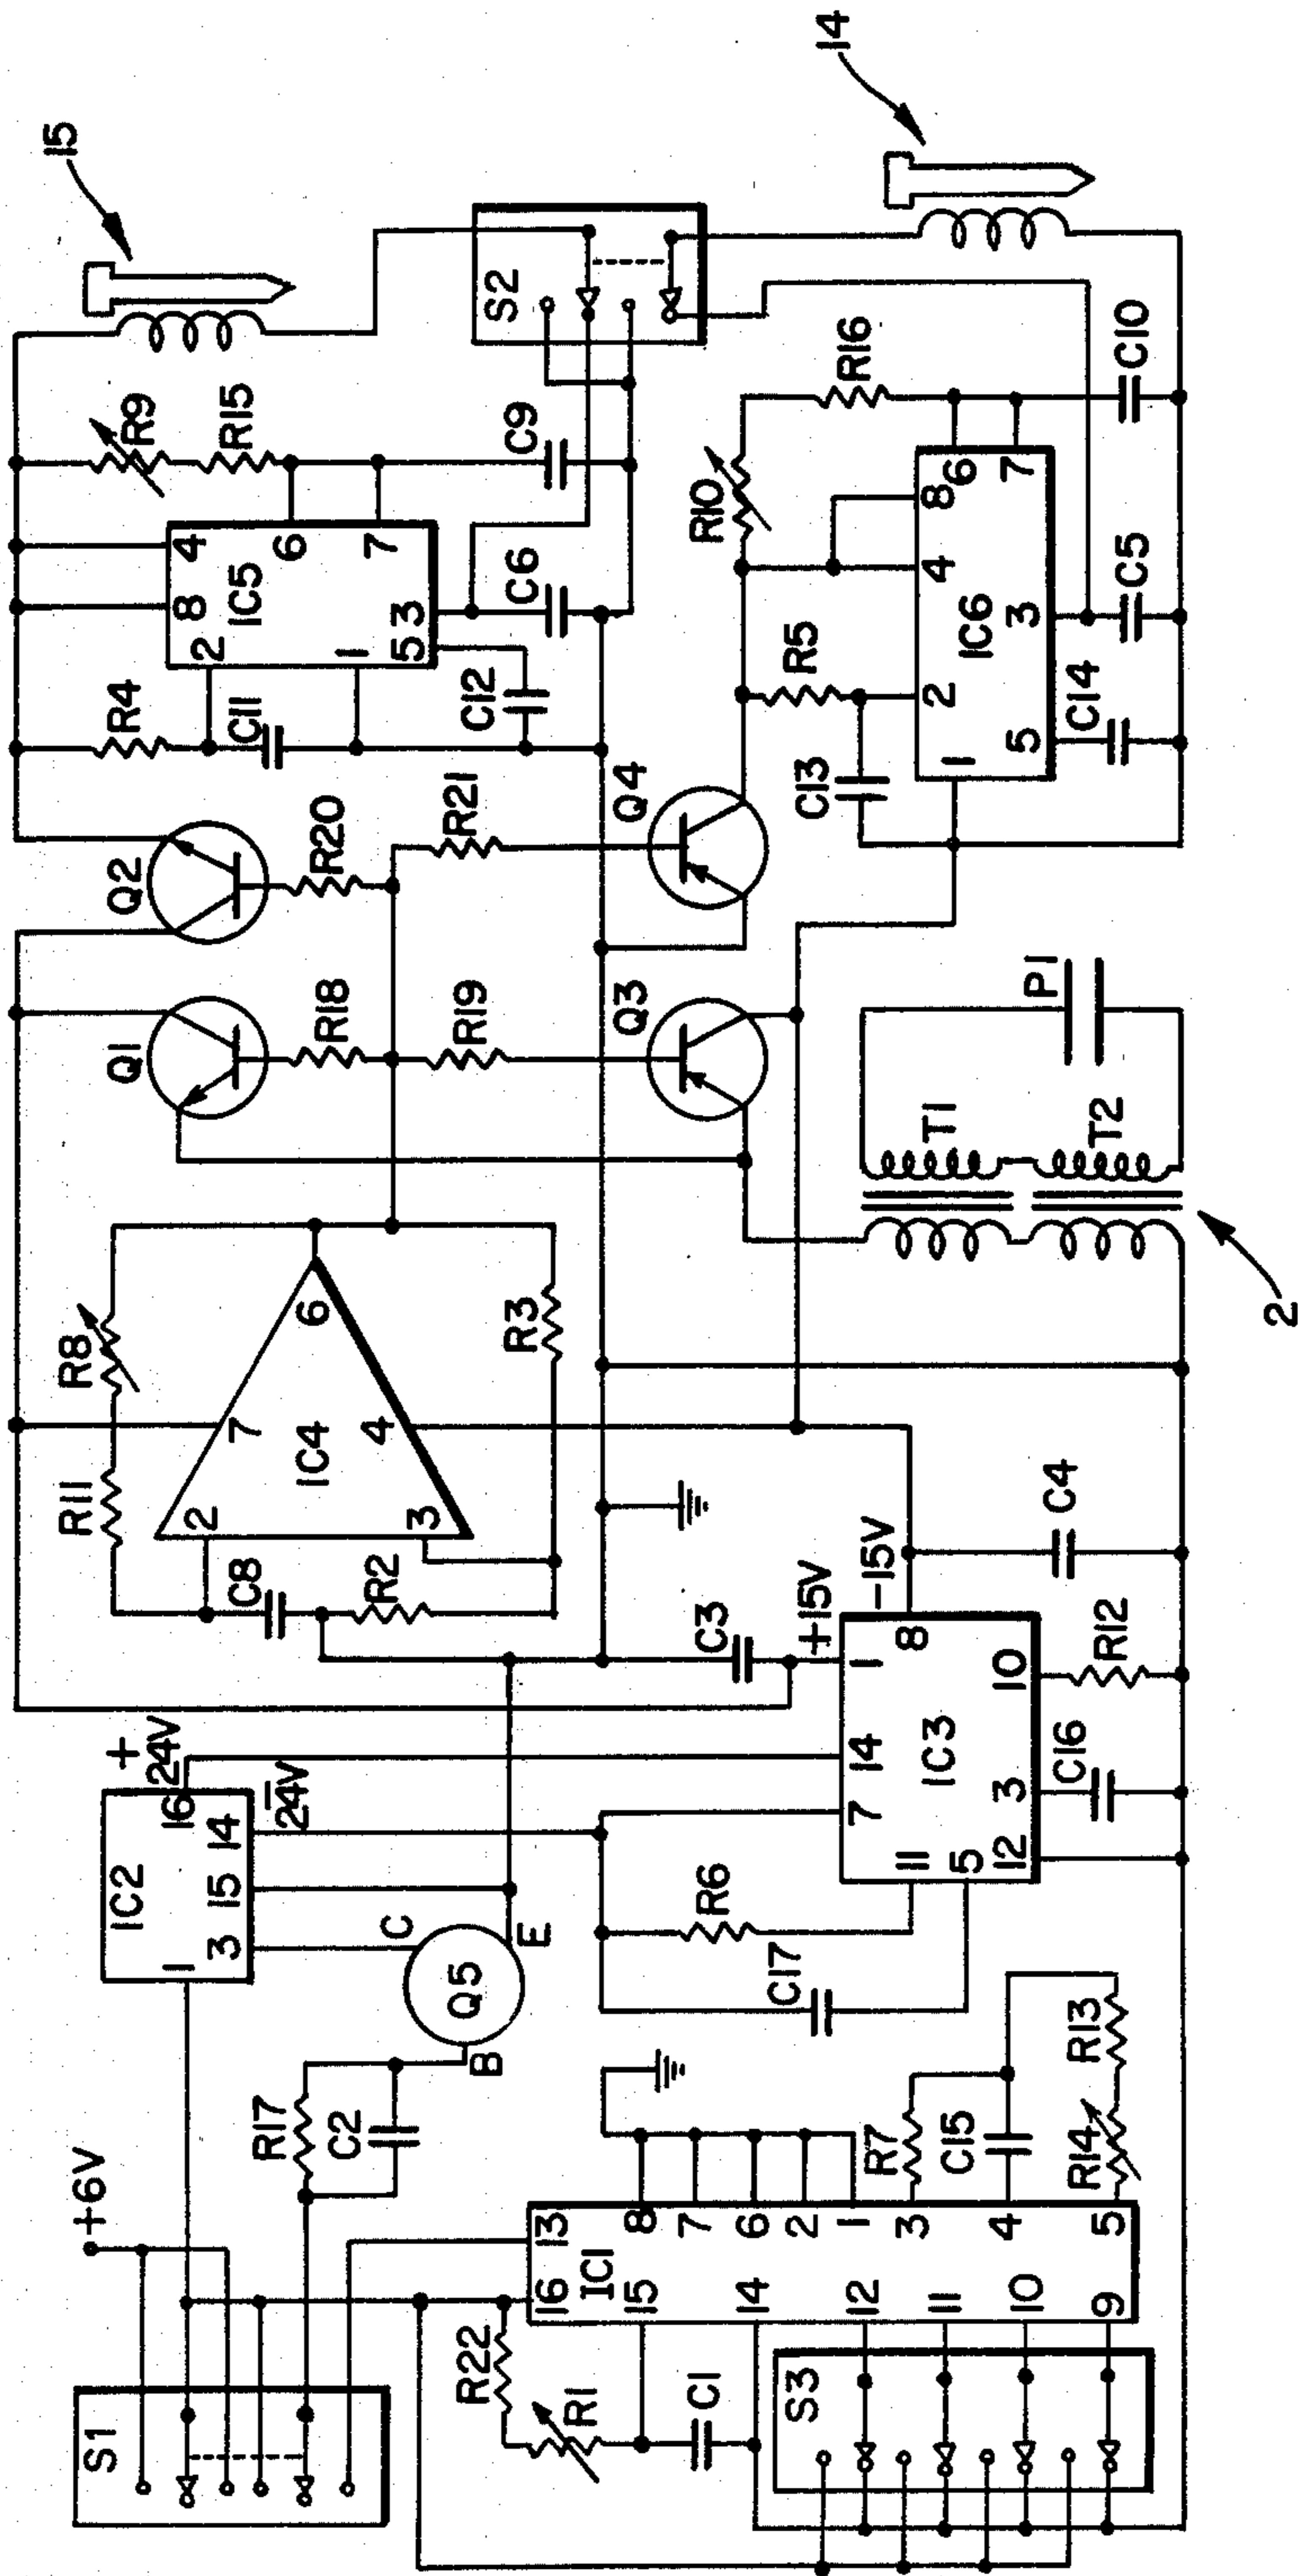 S1
+6V
IC2
1
3
15
14
16
+
24V
-
24V
R17
C2
C
B
E
Q5
R11
R8
2
7
IC4
6
3
4
C8
R2
R3
Q1
Q2
R18
R20
R19
R21
Q3
Q4
R4
C11
2
8
4
IC5
6
7
1
5
3
C12
C6
R9
R15
C9
15
S2
R22
R1
C1
16
13
IC1
15
8
7
14
6
2
12
1
11
3
10
4
9
5
S3
R7
C15
R14
R13
R6
C17
C3
+15V
-15V
7
14
1
8
11
IC3
5
12
3
10
C16
R12
C4
T1
T2
P1
2
R5
R10
R16
C13
2
4
8
6
7
IC6
1
5
3
C14
C5
C10
14